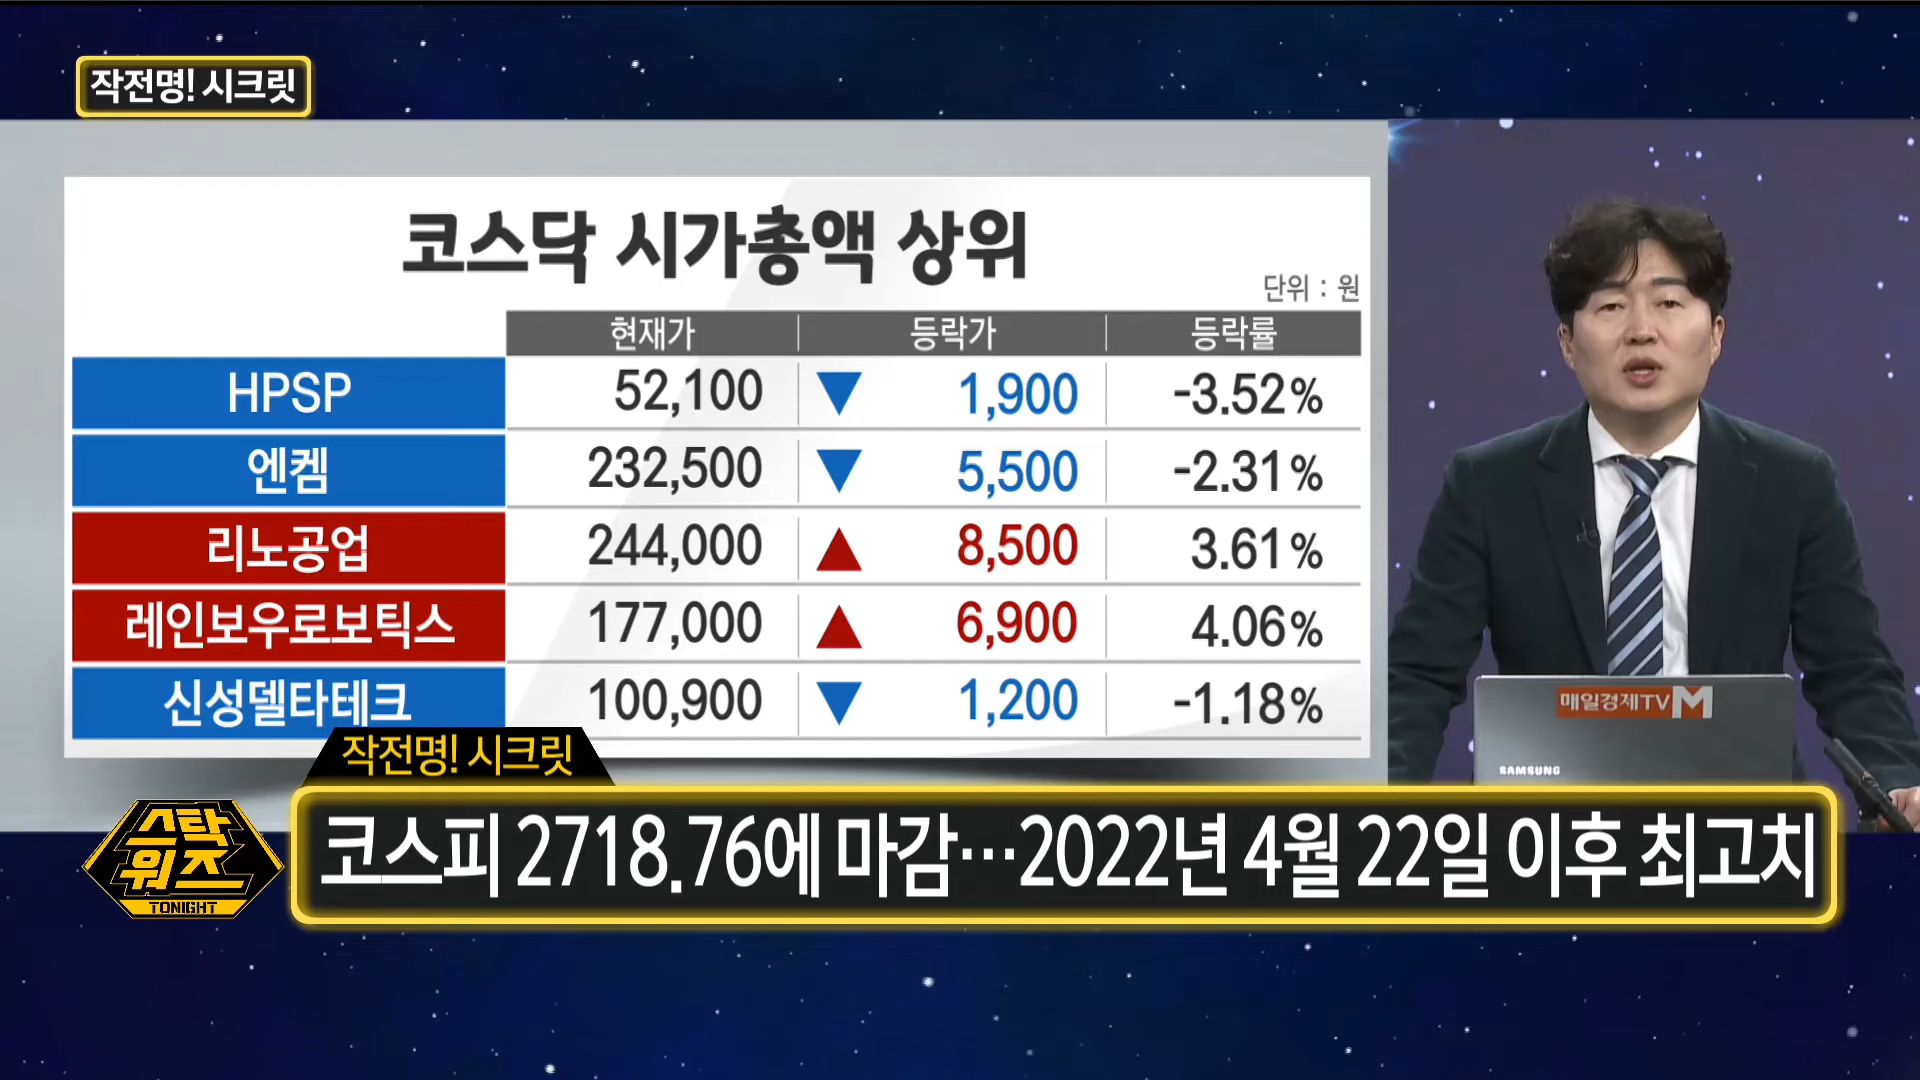 작전명! 시크릿
코스닥 시가총액 상위
단위 : 원
현재가 등락가 등락률
HPSP 52,100 ▼ 1,900 -3.52%
엔켐 232,500 ▼ 5,500 -2.31%
리노공업 244,000 ▲ 8,500 3.61%
레인보우로보틱스 177,000 ▲ 6,900 4.06%
신성델타테크 100,900 ▼ 1,200 -1.18%
매일경제TV M
SAMSUNG
작전명! 시크릿
스탁
워즈
TONIGHT
코스피 2718.76에 마감…2022년 4월 22일 이후 최고치